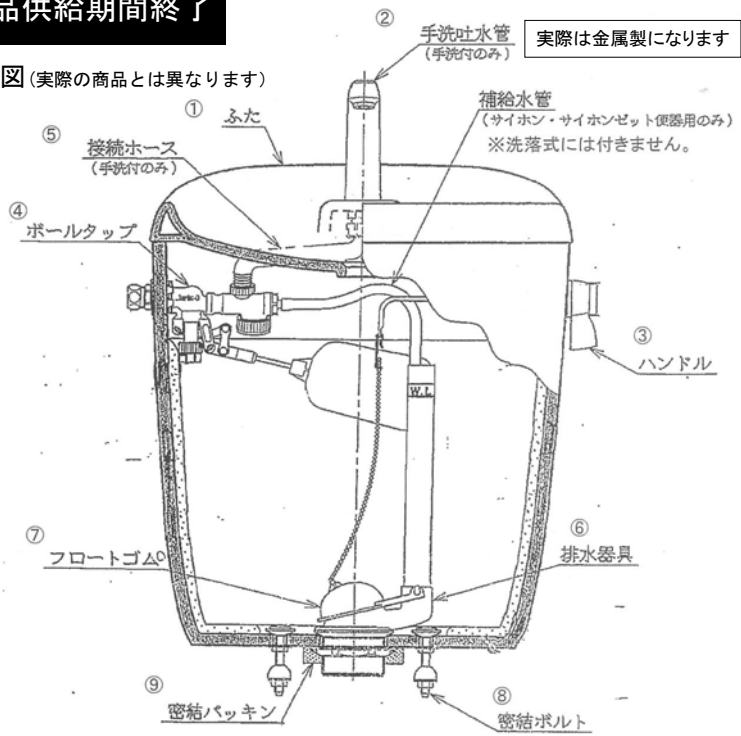 品供給期間終了
図(実際の商品とは異なります)
実際は金属製になります
②
手洗吐水管
(手洗付のみ)
①
ふた
補給水管
(サイホン・サイホンゼット便器用のみ)
※洗落式には付きません。
⑤
接続ホース
(手洗付のみ)
④
ボールタップ
③
ハンドル
W.L
⑦
フロートゴム
⑥
排水器具
⑨
密結パッキン
⑧
密結ボルト